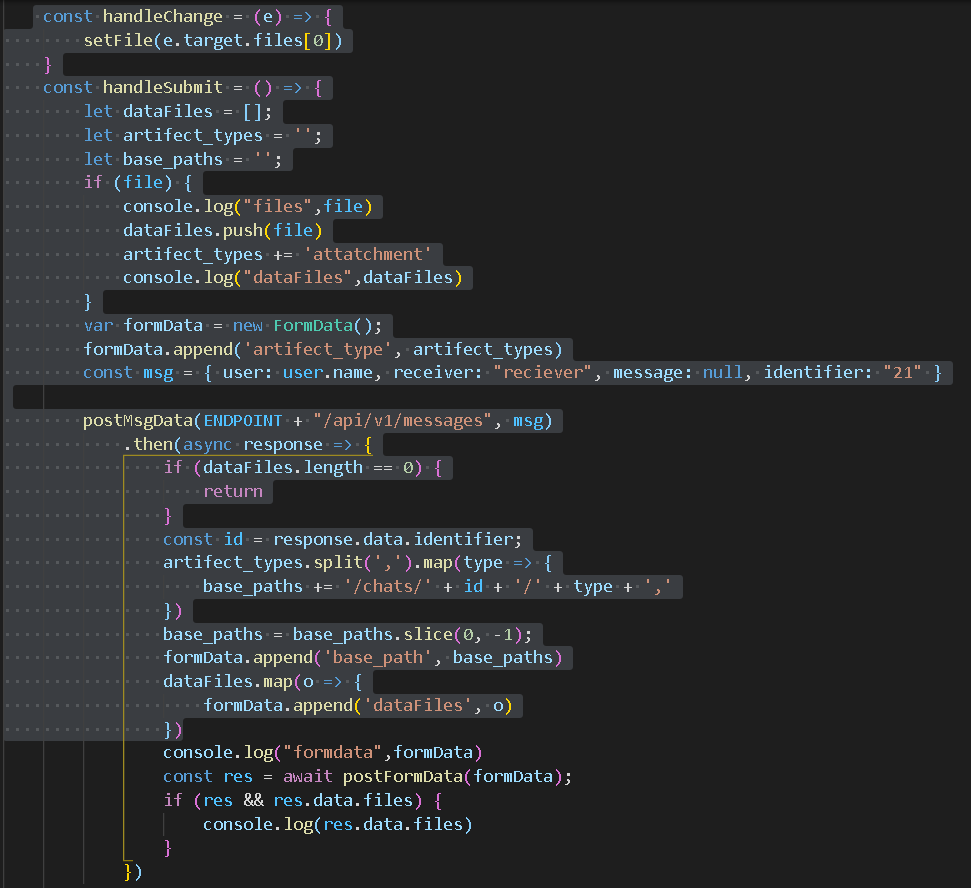 const handleChange = (e) => {
setFile(e.target.files[0])
}
const handleSubmit = () => {
let dataFiles = [];
let artifect_types = '';
let base_paths = '';
if (file) {
console.log("files",file)
dataFiles.push(file)
artifect_types += 'attatchment'
console.log("dataFiles",dataFiles)
}
var formData = new FormData();
formData.append('artifect_type', artifect_types)
const msg = { user: user.name, receiver: "reciever", message: null, identifier: "21" }
postMsgData(ENDPOINT + "/api/v1/messages", msg)
.then(async response => {
if (dataFiles.length == 0) {
return
}
const id = response.data.identifier;
artifect_types.split(',').map(type => {
base_paths += '/chats/' + id + '/' + type + ','
})
base_paths = base_paths.slice(0, -1);
formData.append('base_path', base_paths)
dataFiles.map(o => {
formData.append('dataFiles', o)
})
console.log("formdata",formData)
const res = await postFormData(formData);
if (res && res.data.files) {
console.log(res.data.files)
}
})